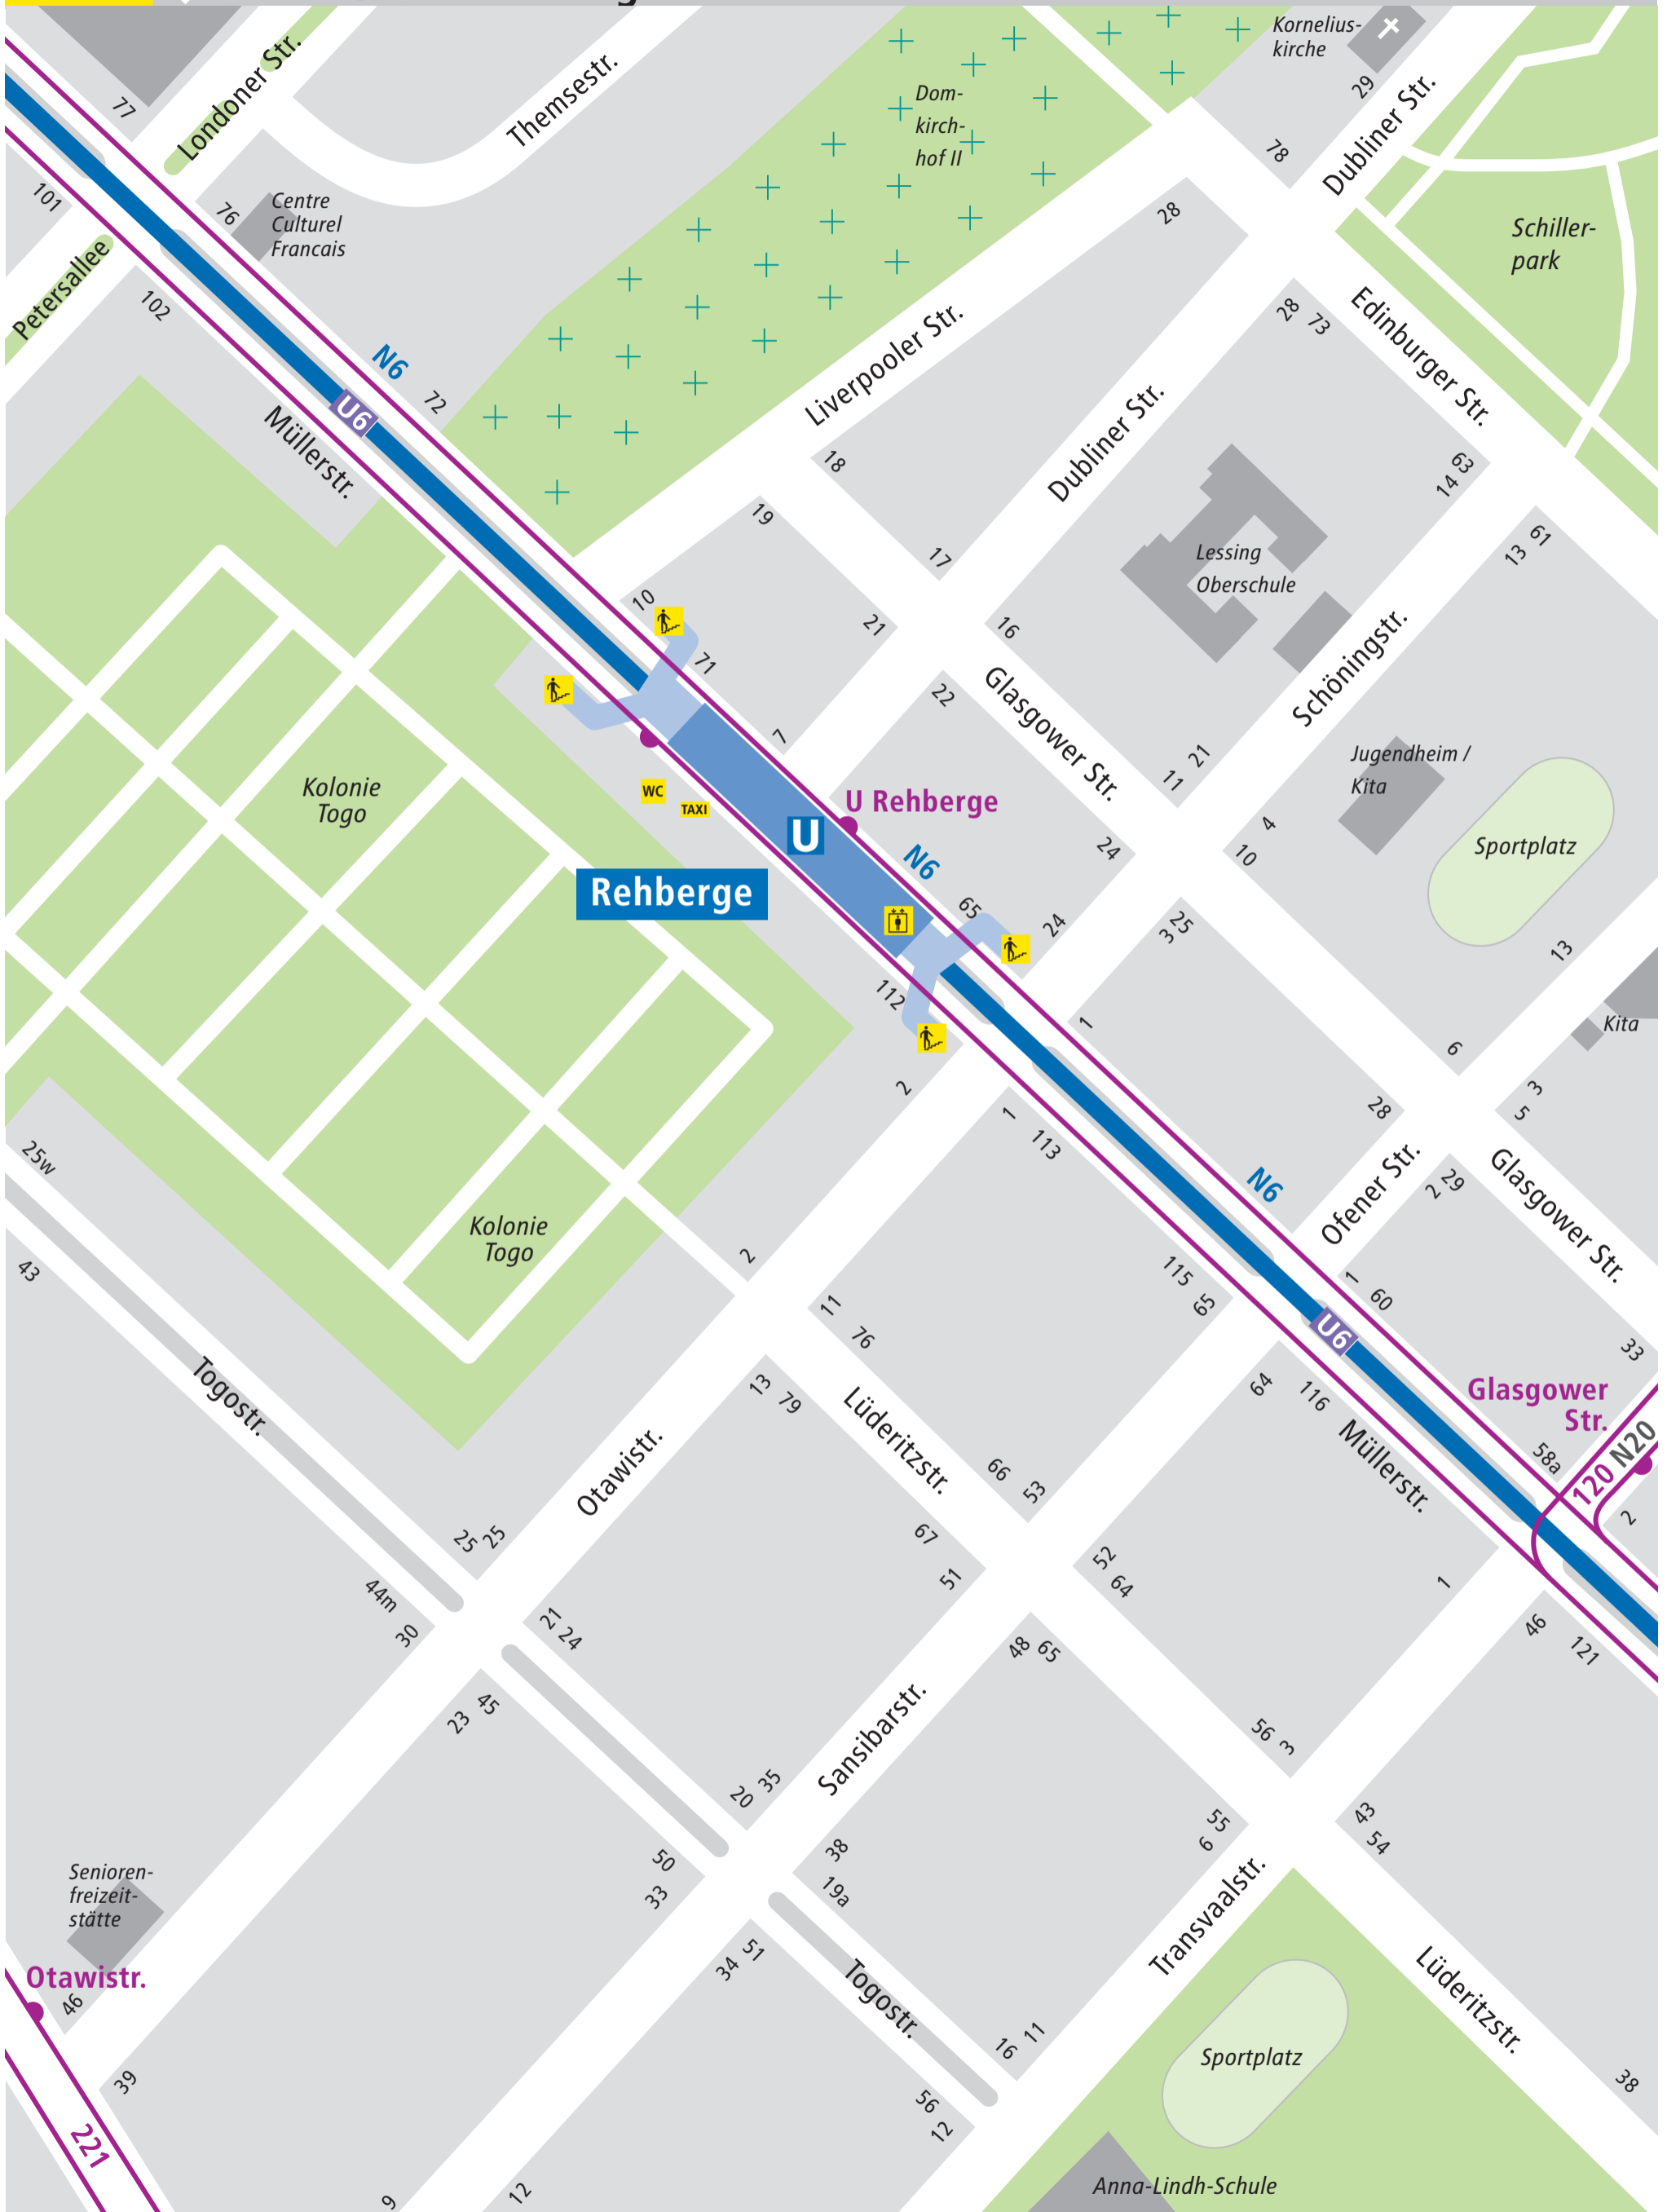 Kornelius-
kirche
29
77
Londoner Str.
Themsestr.
Dom-
kirch-
hof II
Dubliner Str.
78
101
76
Centre
Culturel
Francais
28
Schiller-
park
Petersallee
102
N6
72
U6
Müllerstr.
Liverpooler Str.
28
73
Edinburger Str.
Dubliner Str.
18
63
14
19
17
61
13
Lessing
Oberschule
10
21
16
71
Schöningstr.
22
Glasgower Str.
7
21
11
Jugendheim /
Kita
Kolonie
Togo
WC
TAXI
U Rehberge
U
4
10
24
Sportplatz
N6
Rehberge
65
24
3
25
13
112
1
Kita
6
2
1
113
28
3
5
25w
Ofener Str.
2
29
Glasgower Str.
N6
Kolonie
Togo
2
43
115
65
1
60
11
76
U6
33
Togostr.
13
79
Lüderitzstr.
64
116
Glasgower
Str.
Müllerstr.
58a
120
N20
Otawistr.
66
53
2
25
25
67
51
52
64
1
44m
30
21
24
46
121
48
65
23
45
Sansibarstr.
56
3
20
35
55
6
43
54
38
50
33
19a
Senioren-
freizeit-
stätte
Transvaalstr.
34
51
Togostr.
Lüderitzstr.
Otawistr.
46
16
11
Sportplatz
39
38
56
12
221
Anna-Lindh-Schule
9
12